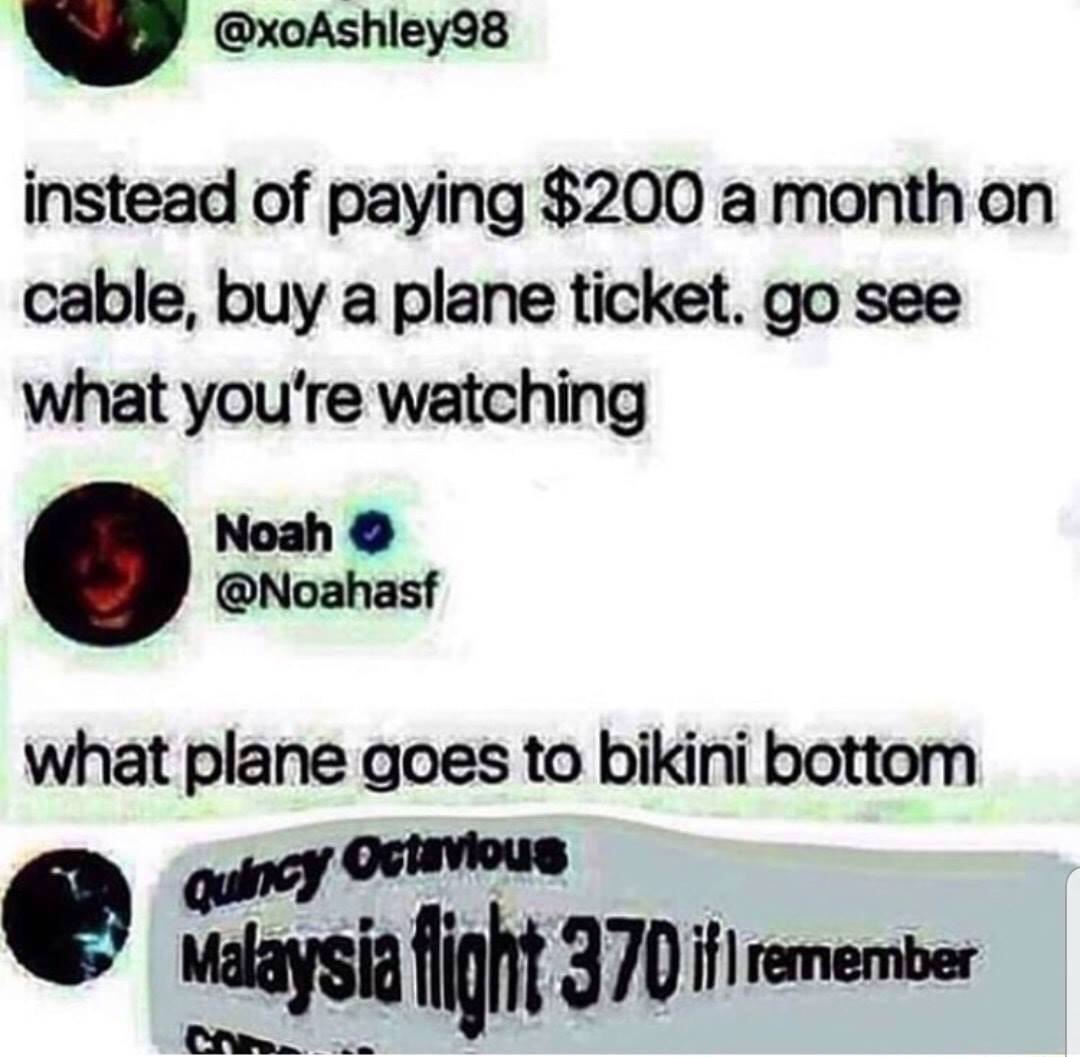 @xoAshley98
instead of paying $200 a month on
cable, buy a plane ticket. go see
what you're watching
Noah
@Noahasf
what plane goes to bikini bottom
Quincy Octavious
Malaysia flight 370 if I remember